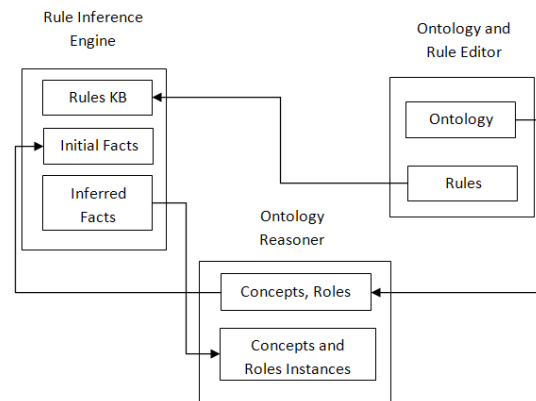 Rule Inference
Engine
Rules KB
Initial Facts
Inferred
Facts
Ontology and
Rule Editor
Ontology
Rules
Ontology
Reasoner
Concepts, Roles
Concepts and
Roles Instances